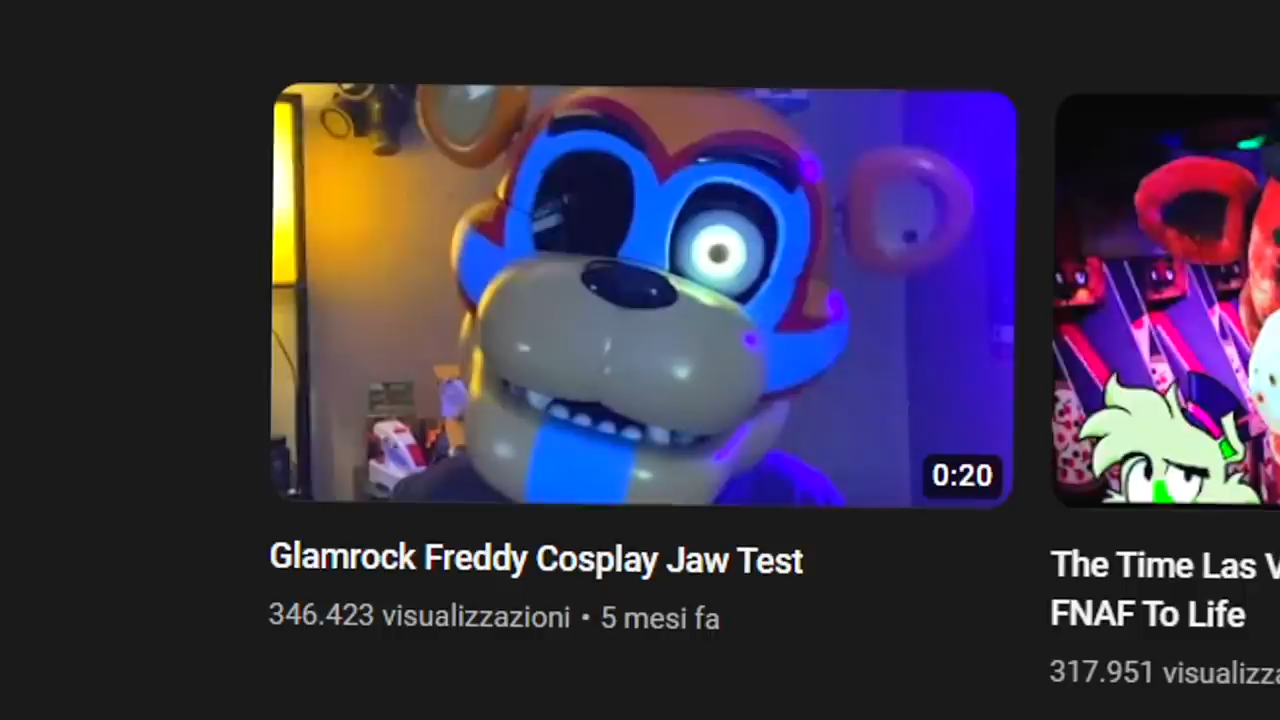 0:20
Glamrock Freddy Cosplay Jaw Test
346.423 visualizzazioni • 5 mesi fa
The Time Las
FNAF To Life
317.951